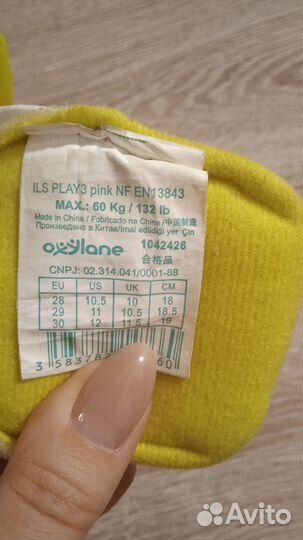 ILS PLAY3 pink NF EN13843
MAX.: 60 Kg / 132 lb
Made in China / Fabricado na China / 中国制造
Произведено в Китае/imal edildiği yer Çin
oxylane 1042426
合格品
CNPJ: 02.314.041/0001-88
EU US UK CM
28 10.5 10 18
29 11 10.5 18.5
30 12 11.5 19
3 583782 60
Avito